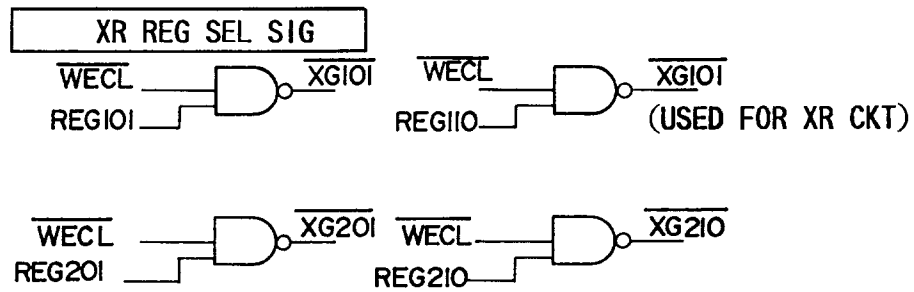 XR REG SEL SIG
WECL XG101 WECL XG101
REG101 REG110 (USED FOR XR CKT)
WECL XG201 WECL XG210
REG201 REG210